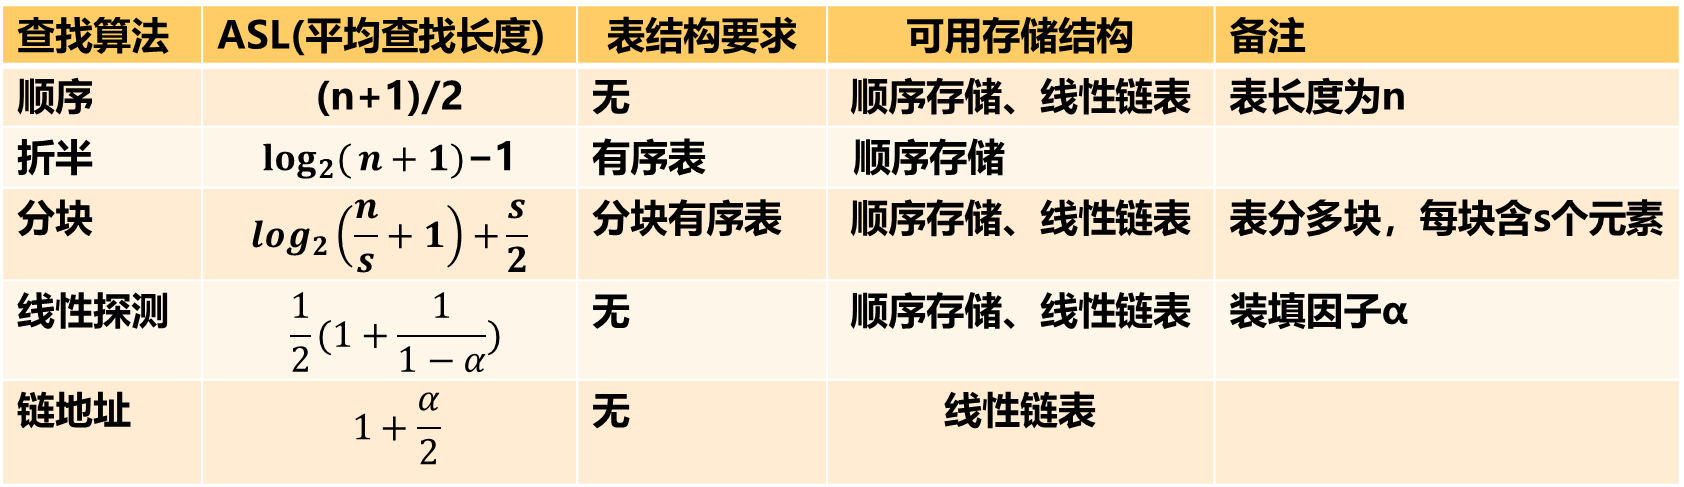 查找算法 ASL(平均查找长度) 表结构要求 可用存储结构 备注
顺序 (n+1)/2 无 顺序存储、线性链表 表长度为n
折半 log₂(n+1)−1 有序表 顺序存储
分块 log₂(n/s+1)+s/2 分块有序表 顺序存储、线性链表 表分多块，每块含s个元素
线性探测 1/2(1+1/(1−α)) 无 顺序存储、线性链表 装填因子α
链地址 1+α/2 无 线性链表